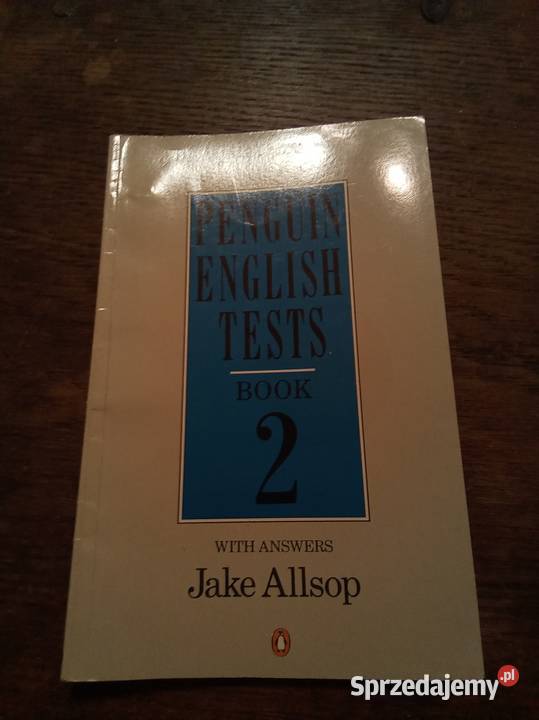 PENGUIN
ENGLISH
TESTS
BOOK
2
WITH ANSWERS
Jake Allsop
Sprzedajemy.pl